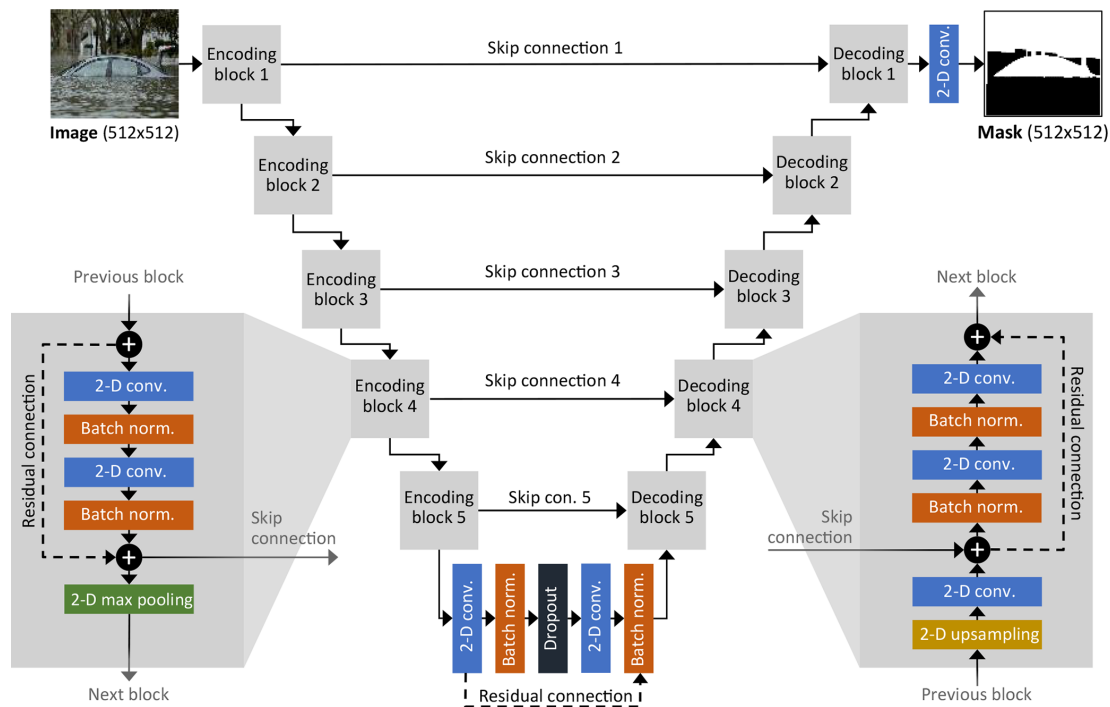 Image (512x512)
Encoding
block 1
Skip connection 1
Decoding
block 1
2-D conv.
Mask (512x512)
Encoding
block 2
Skip connection 2
Decoding
block 2
Encoding
block 3
Skip connection 3
Decoding
block 3
Encoding
block 4
Skip connection 4
Decoding
block 4
Encoding
block 5
Skip con. 5
Decoding
block 5
2-D conv.
Batch norm.
Dropout
2-D conv.
Batch norm.
Residual connection
Previous block
Residual connection
2-D conv.
Batch norm.
2-D conv.
Batch norm.
Skip
connection
2-D max pooling
Next block
Next block
2-D conv.
Batch norm.
2-D conv.
Batch norm.
Residual connection
Skip
connection
2-D conv.
2-D upsampling
Previous block